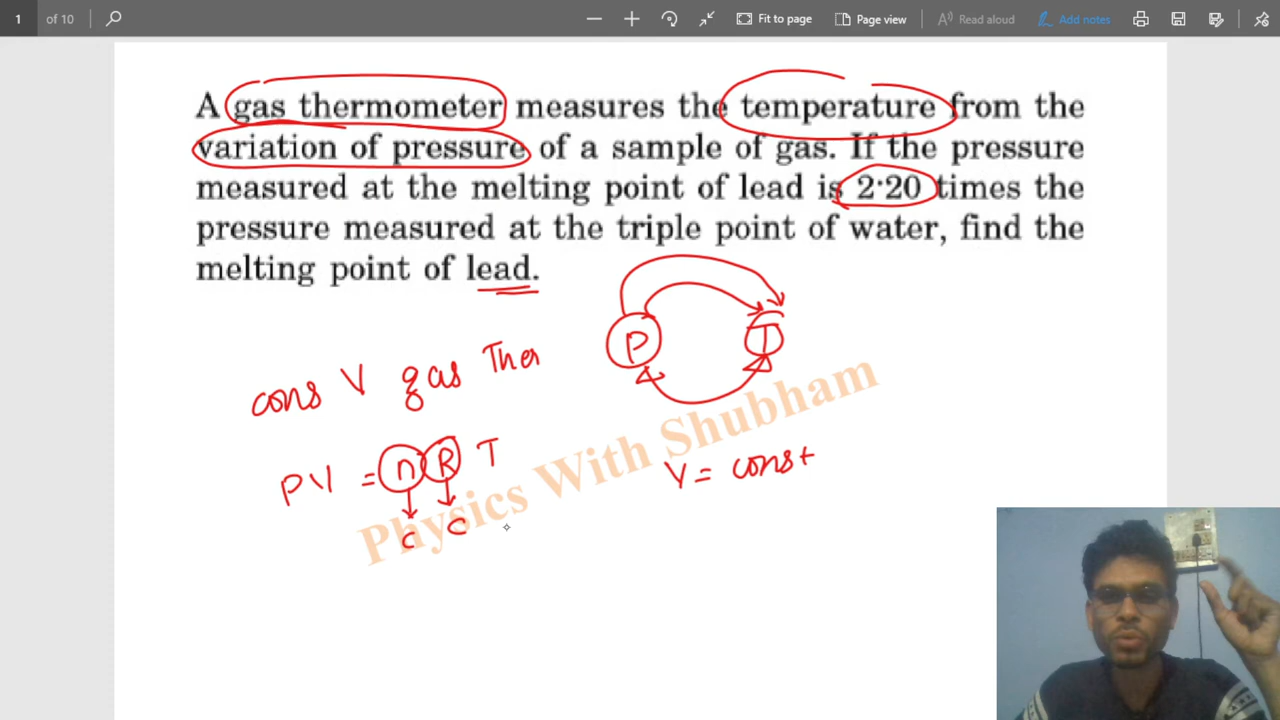 1 of 10
Fit to page
Page view
Read aloud
Add notes
A gas thermometer measures the temperature from the
variation of pressure of a sample of gas. If the pressure
measured at the melting point of lead is 2·20 times the
pressure measured at the triple point of water, find the
melting point of lead.
P T
cons V gas Ther
PV = nRT
V = const
c c
Physics With Shubham